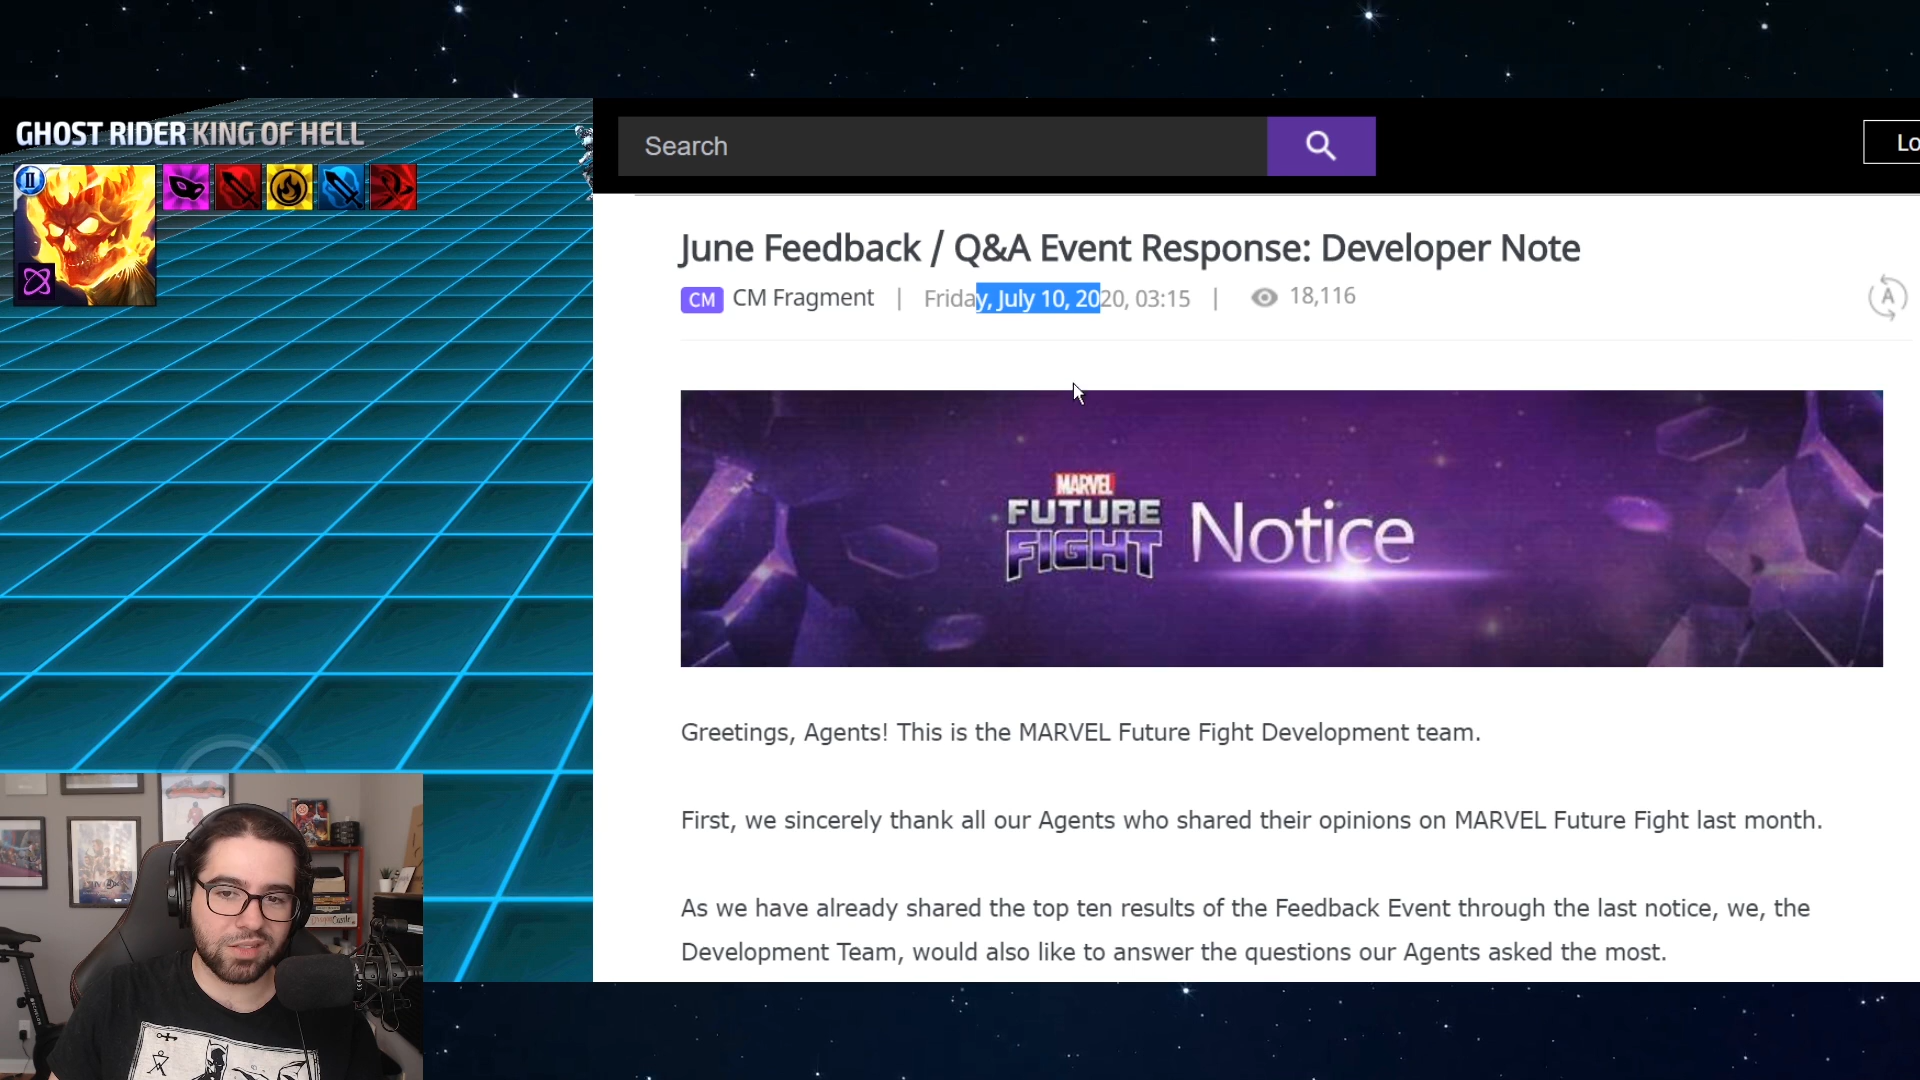 GHOST RIDER KING OF HELL
II
Search
Lo
June Feedback / Q&A Event Response: Developer Note
CM CM Fragment | Friday, July 10, 2020, 03:15 | 18,116
A
MARVEL
FUTURE
FIGHT
Notice
Greetings, Agents! This is the MARVEL Future Fight Development team.
First, we sincerely thank all our Agents who shared their opinions on MARVEL Future Fight last month.
As we have already shared the top ten results of the Feedback Event through the last notice, we, the
Development Team, would also like to answer the questions our Agents asked the most.